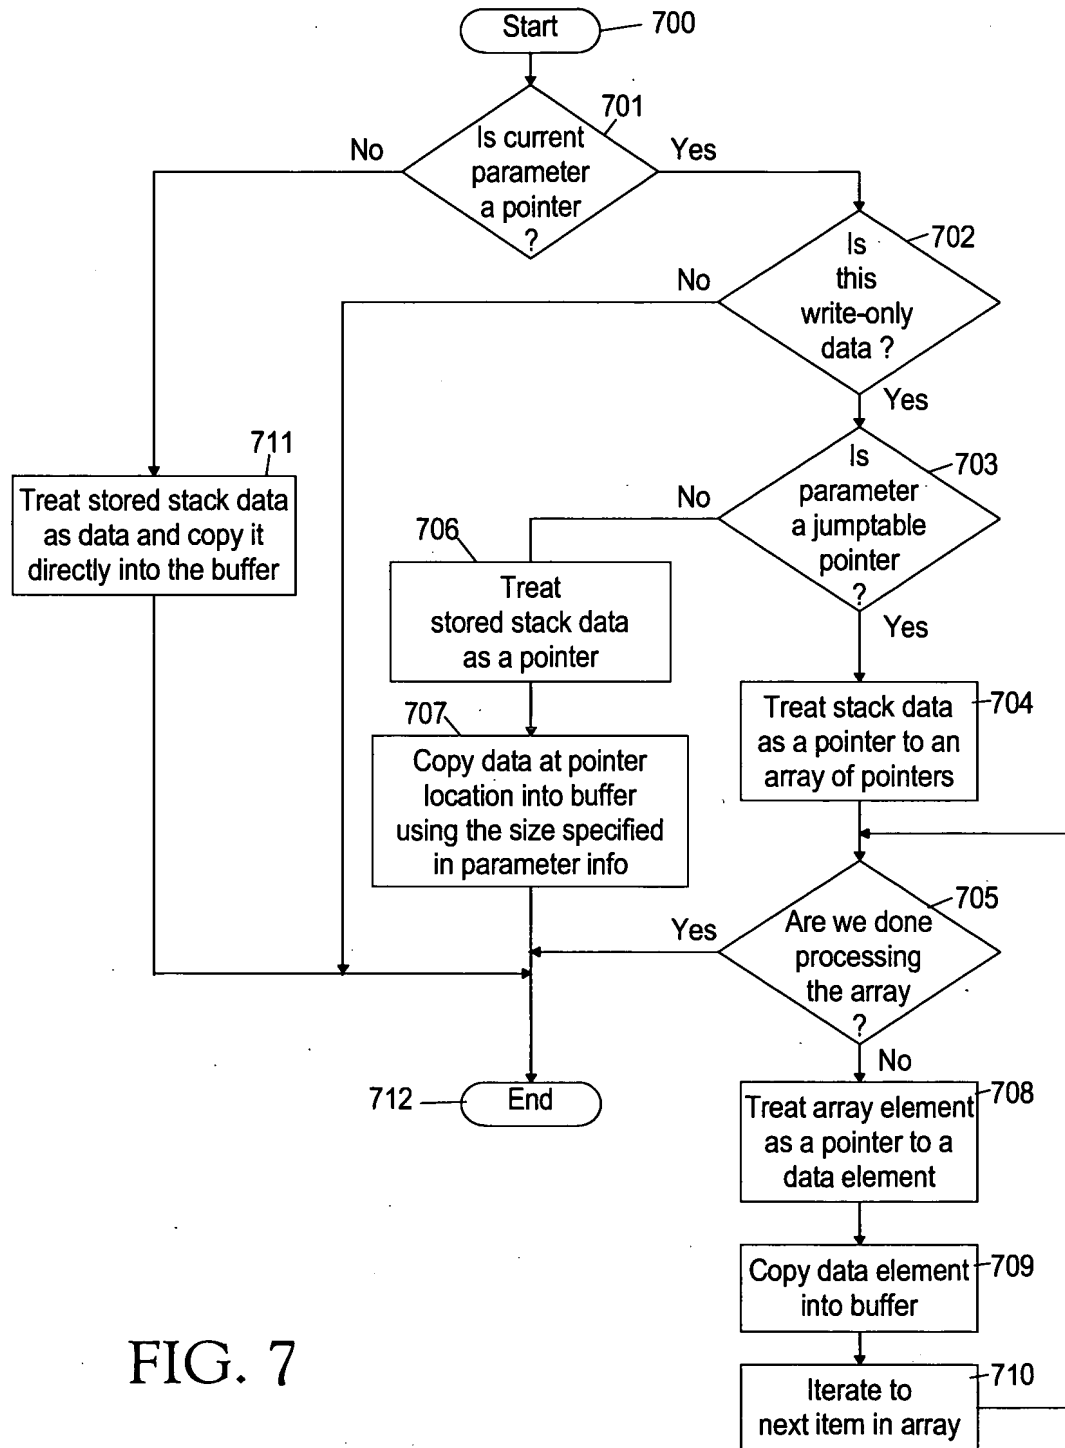 Start
700
701
Is current
parameter
a pointer
?
No
Yes
702
Is
this
write-only
data ?
No
Yes
711
Treat stored stack data
as data and copy it
directly into the buffer
703
Is
parameter
a jumptable
pointer
?
No
Yes
706
Treat
stored stack data
as a pointer
704
Treat stack data
as a pointer to an
array of pointers
707
Copy data at pointer
location into buffer
using the size specified
in parameter info
705
Are we done
processing
the array
?
Yes
No
712
End
708
Treat array element
as a pointer to a
data element
709
Copy data element
into buffer
710
Iterate to
next item in array
FIG. 7